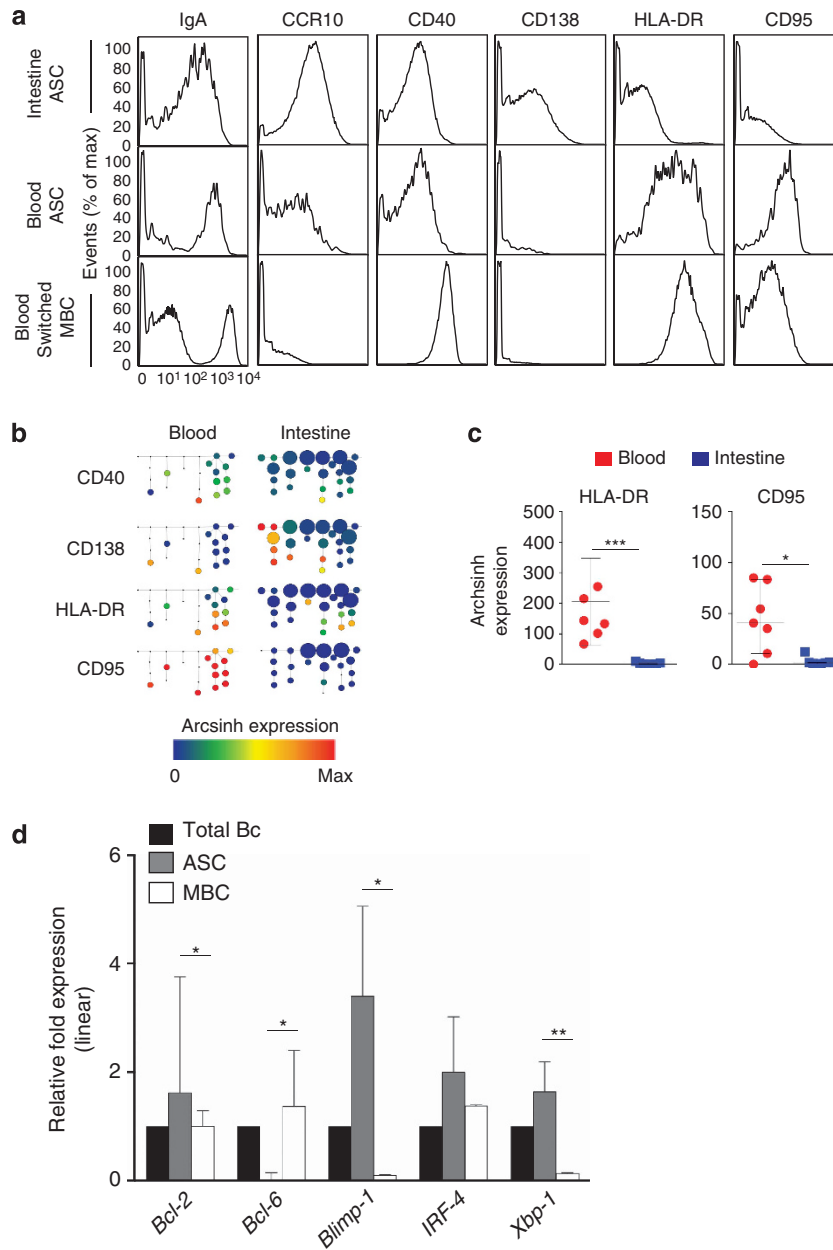 a
IgA CCR10 CD40 CD138 HLA-DR CD95
Intestine
ASC
Blood
ASC
Blood
Switched
MBC
Events (% of max)
100
80
60
40
20
0
100
80
60
40
20
0
100
80
60
40
20
0
0 10¹ 10² 10³ 10⁴
b
Blood Intestine
CD40
CD138
HLA-DR
CD95
Arcsinh expression
0 Max
c
Blood Intestine
HLA-DR CD95
Archsinh
expression
500
400
300
200
100
0
***
150
100
50
0
*
d
Total Bc
ASC
MBC
Relative fold expression
(linear)
6
4
2
0
* * * **
Bcl-2 Bcl-6 Blimp-1 IRF-4 Xbp-1